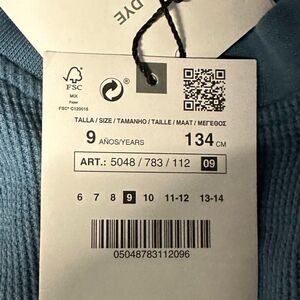 DYE
FSC
MIX
Paper
FSC® C120015
TALLA / SIZE / TAMANHO / TAILLE / MAAT / ΜΕΓΕΘΟΣ
9 AÑOS/YEARS 134 CM
ART.: 5048 / 783 / 112 09
6 7 8 9 10 11-12 13-14
05048783112096